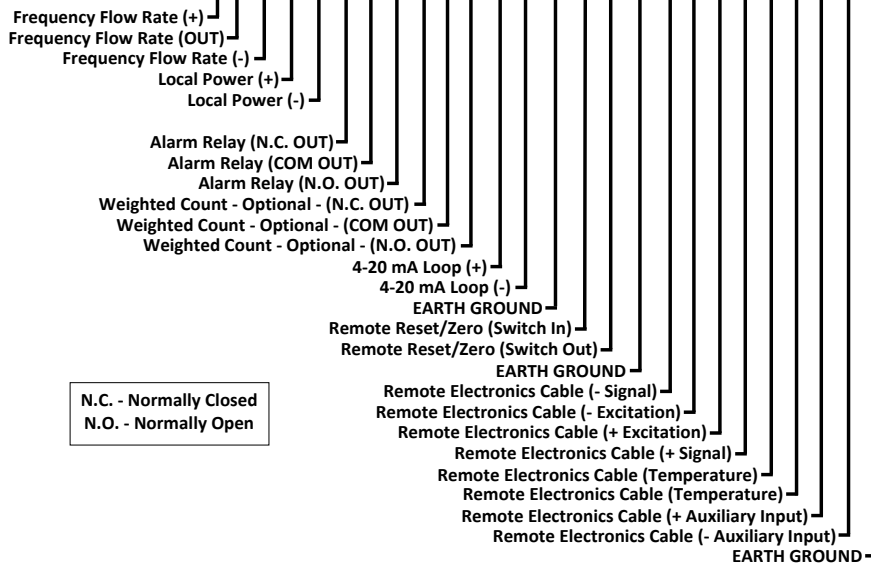 Frequency Flow Rate (+)
Frequency Flow Rate (OUT)
Frequency Flow Rate (-)
Local Power (+)
Local Power (-)
Alarm Relay (N.C. OUT)
Alarm Relay (COM OUT)
Alarm Relay (N.O. OUT)
Weighted Count - Optional - (N.C. OUT)
Weighted Count - Optional - (COM OUT)
Weighted Count - Optional - (N.O. OUT)
4-20 mA Loop (+)
4-20 mA Loop (-)
EARTH GROUND
Remote Reset/Zero (Switch In)
Remote Reset/Zero (Switch Out)
EARTH GROUND
Remote Electronics Cable (- Signal)
Remote Electronics Cable (- Excitation)
Remote Electronics Cable (+ Excitation)
Remote Electronics Cable (+ Signal)
Remote Electronics Cable (Temperature)
Remote Electronics Cable (Temperature)
Remote Electronics Cable (+ Auxiliary Input)
Remote Electronics Cable (- Auxiliary Input)
EARTH GROUND
N.C. - Normally Closed
N.O. - Normally Open